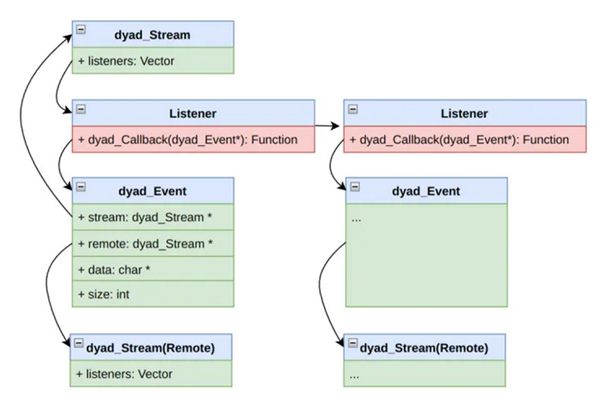 dyad_Stream
+ listeners: Vector
Listener
+ dyad_Callback(dyad_Event*): Function
Listener
+ dyad_Callback(dyad_Event*): Function
dyad_Event
+ stream: dyad_Stream *
+ remote: dyad_Stream *
+ data: char *
+ size: int
dyad_Event
...
dyad_Stream(Remote)
+ listeners: Vector
dyad_Stream(Remote)
...